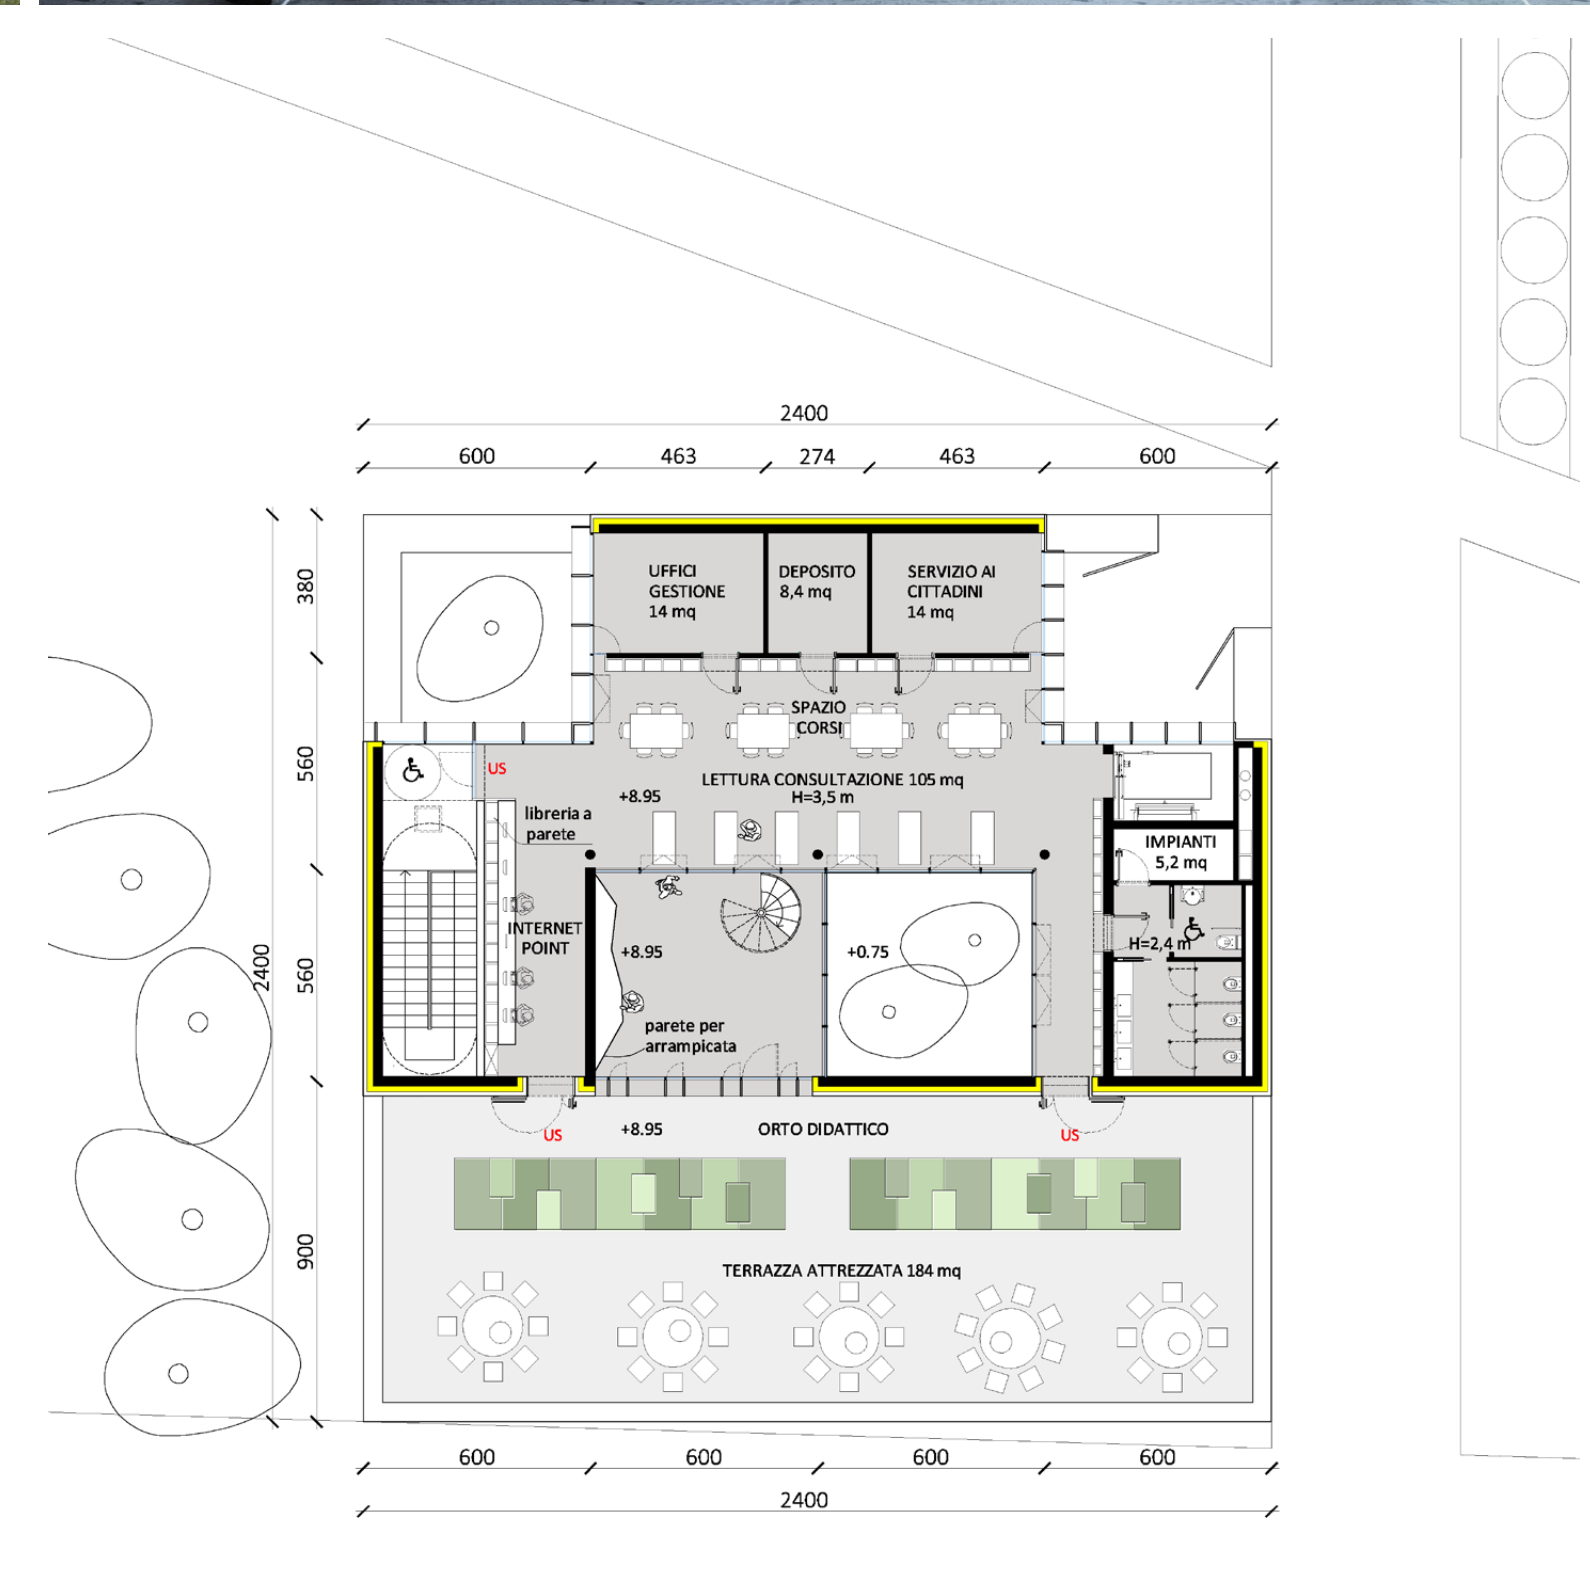 2400
600 463 274 463 600
380
560
2400
560
900
UFFICI
GESTIONE
14 mq
DEPOSITO
8,4 mq
SERVIZIO AI
CITTADINI
14 mq
SPAZIO
CORSI
US
LETTURA CONSULTAZIONE 105 mq
+8.95
H=3,5 m
libreria a
parete
IMPIANTI
5,2 mq
INTERNET
POINT
+8.95
+0.75
H=2,4 m
parete per
arrampicata
US
+8.95
ORTO DIDATTICO
US
TERRAZZA ATTREZZATA 184 mq
600 600 600 600
2400